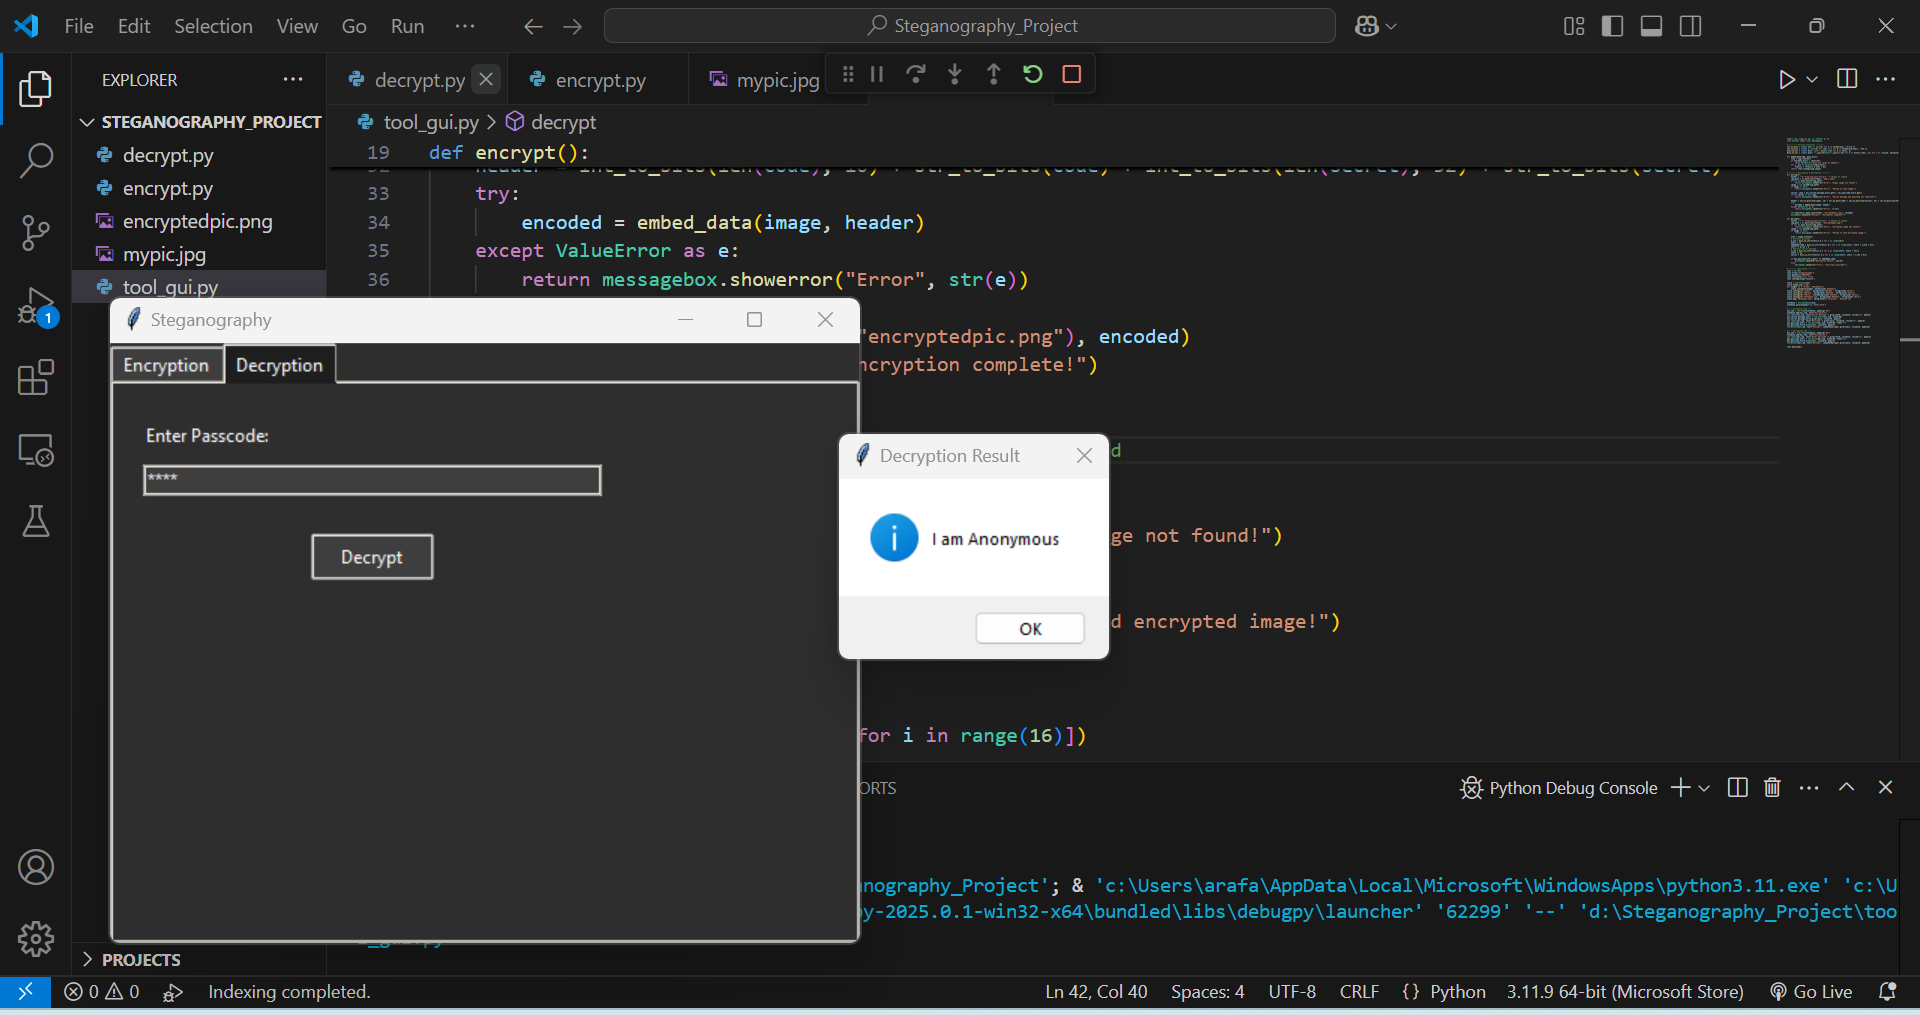 File Edit Selection View Go Run ··· Steganography_Project
EXPLORER ···
STEGANOGRAPHY_PROJECT
decrypt.py
encrypt.py
encryptedpic.png
mypic.jpg
tool_gui.py
1
PROJECTS
decrypt.py encrypt.py mypic.jpg
tool_gui.py > decrypt
19 def encrypt():
33 try:
34 encoded = embed_data(image, header)
35 except ValueError as e:
36 return messagebox.showerror("Error", str(e))
"encryptedpic.png"), encoded)
ncryption complete!")
d
ge not found!")
d encrypted image!")
for i in range(16)])
Steganography
Encryption Decryption
Enter Passcode:
****
Decrypt
Decryption Result
I am Anonymous
OK
ORTS Python Debug Console
nography_Project'; & 'c:\Users\arafa\AppData\Local\Microsoft\WindowsApps\python3.11.exe' 'c:\U
py-2025.0.1-win32-x64\bundled\libs\debugpy\launcher' '62299' '--' 'd:\Steganography_Project\too
0 0 Indexing completed. Ln 42, Col 40 Spaces: 4 UTF-8 CRLF {} Python 3.11.9 64-bit (Microsoft Store) Go Live